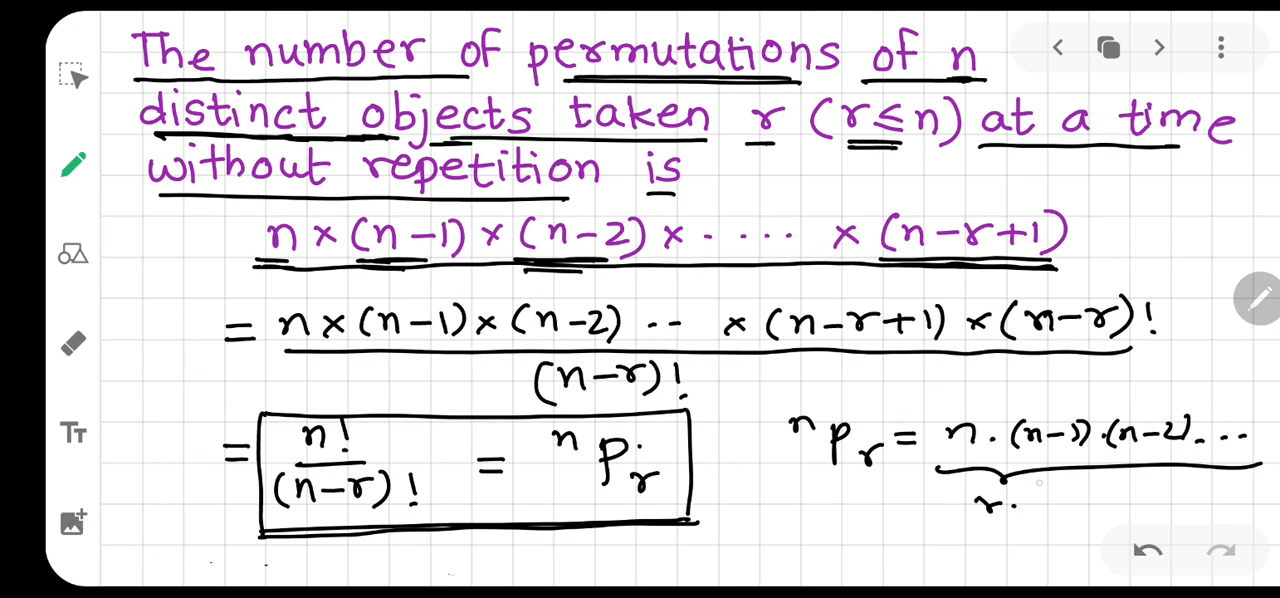 The number of permutations of n
distinct objects taken r (r≤n) at a time
without repetition is
n × (n-1) × (n-2) × ..... × (n-r+1)
= n × (n-1) × (n-2) .. × (n-r+1) × (n-r)!
(n-r)!
= n!/(n-r)! = ⁿPᵣ
ⁿPᵣ = n . (n-1) . (n-2) . ...
r .
Tт